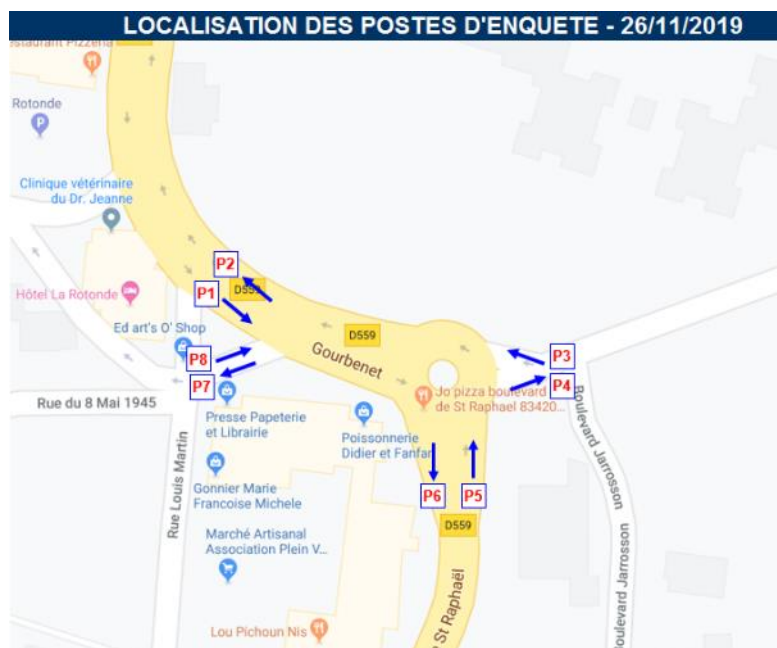 LOCALISATION DES POSTES D'ENQUETE - 26/11/2019
Restaurant Pizzeria
Rotonde
P
Clinique vétérinaire
du Dr. Jeanne
P2
P1
D559
Hôtel La Rotonde
Ed art's O' Shop
D559
Gourbenet
P8
P7
P3
P4
Rue du 8 Mai 1945
Presse Papeterie
et Librairie
Jo pizza boulevard
de St Raphael 83420...
Poissonnerie
Didier et Fanfan
Boulevard Jarrosson
Rue Louis Martin
Gonnier Marie
Francoise Michele
P6
P5
D559
Marché Artisanal
Association Plein V...
St Raphaël
Boulevard Jarrosson
Lou Pichoun Nis